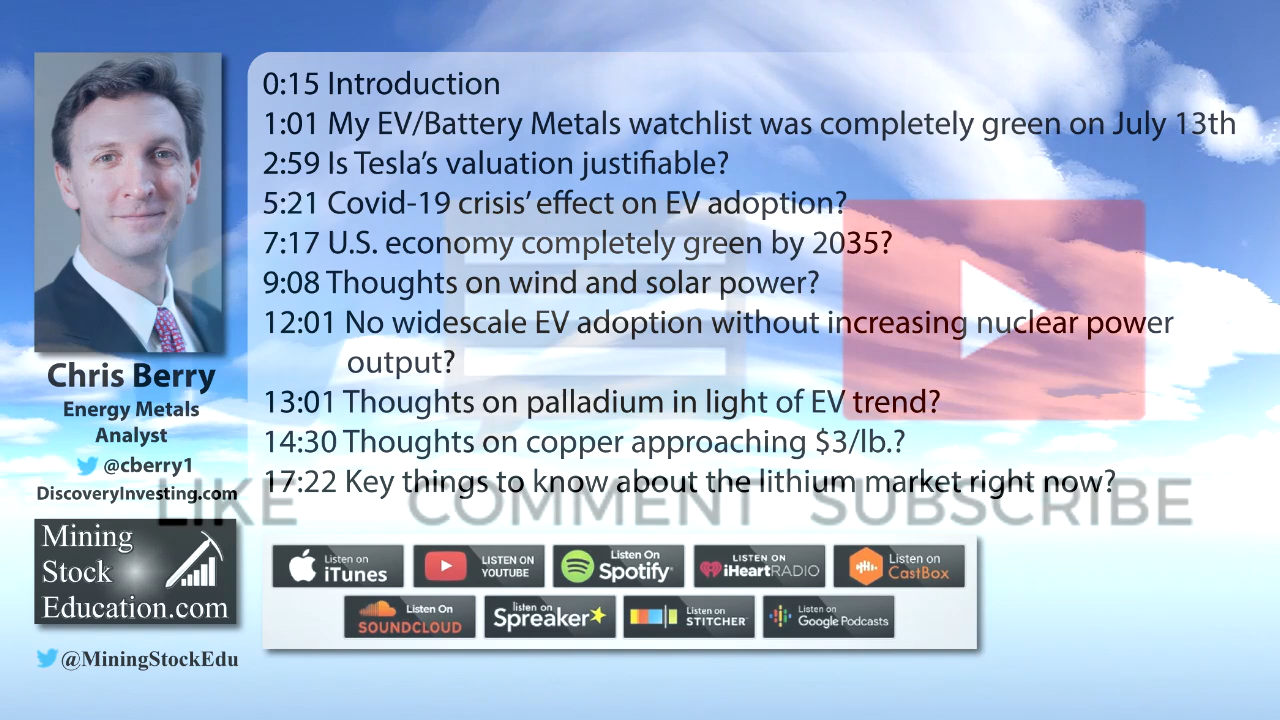 0:15 Introduction
1:01 My EV/Battery Metals watchlist was completely green on July 13th
2:59 Is Tesla's valuation justifiable?
5:21 Covid-19 crisis' effect on EV adoption?
7:17 U.S. economy completely green by 2035?
9:08 Thoughts on wind and solar power?
12:01 No widescale EV adoption without increasing nuclear power
output?
13:01 Thoughts on palladium in light of EV trend?
14:30 Thoughts on copper approaching $3/lb.?
17:22 Key things to know about the lithium market right now?
Chris Berry
Energy Metals
Analyst
@cberry1
DiscoveryInvesting.com
LIKE COMMENT SUBSCRIBE
Mining
Stock
Education.com
@MiningStockEdu
Listen on
iTunes
LISTEN ON
YOUTUBE
Listen On
Spotify
LISTEN ON
iHeartRADIO
Listen on
CastBox
Listen On
SOUNDCLOUD
listen on
Spreaker
LISTEN ON
STITCHER
Listen on
Google Podcasts